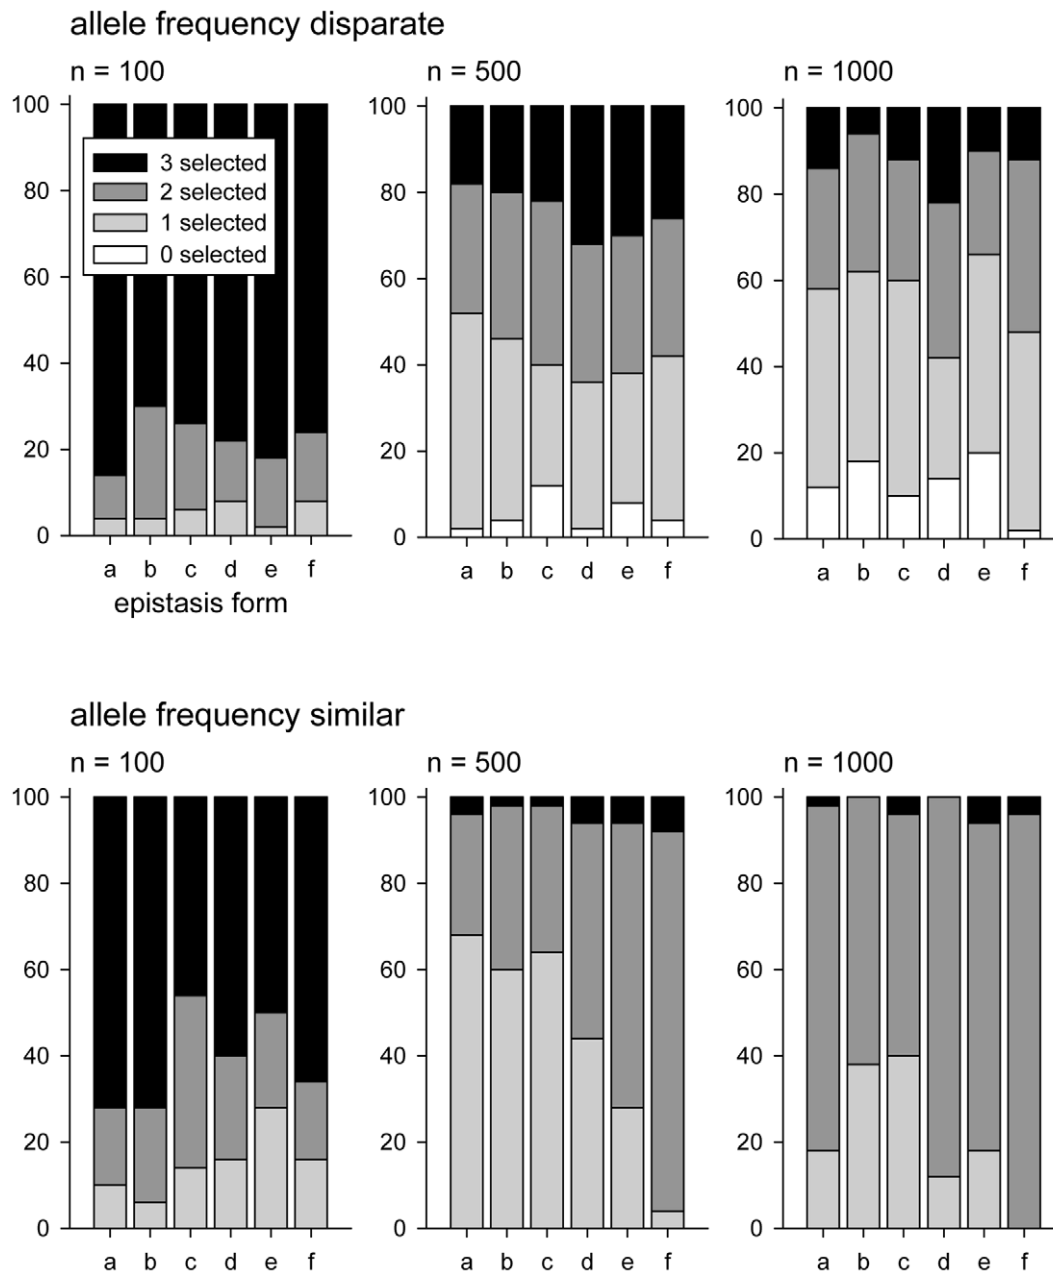 allele frequency disparate
n = 100
n = 500
n = 1000
100
80
60
40
20
0
3 selected
2 selected
1 selected
0 selected
a b c d e f
epistasis form
100
80
60
40
20
0
a b c d e f
100
80
60
40
20
0
a b c d e f
allele frequency similar
n = 100
n = 500
n = 1000
100
80
60
40
20
0
a b c d e f
100
80
60
40
20
0
a b c d e f
100
80
60
40
20
0
a b c d e f